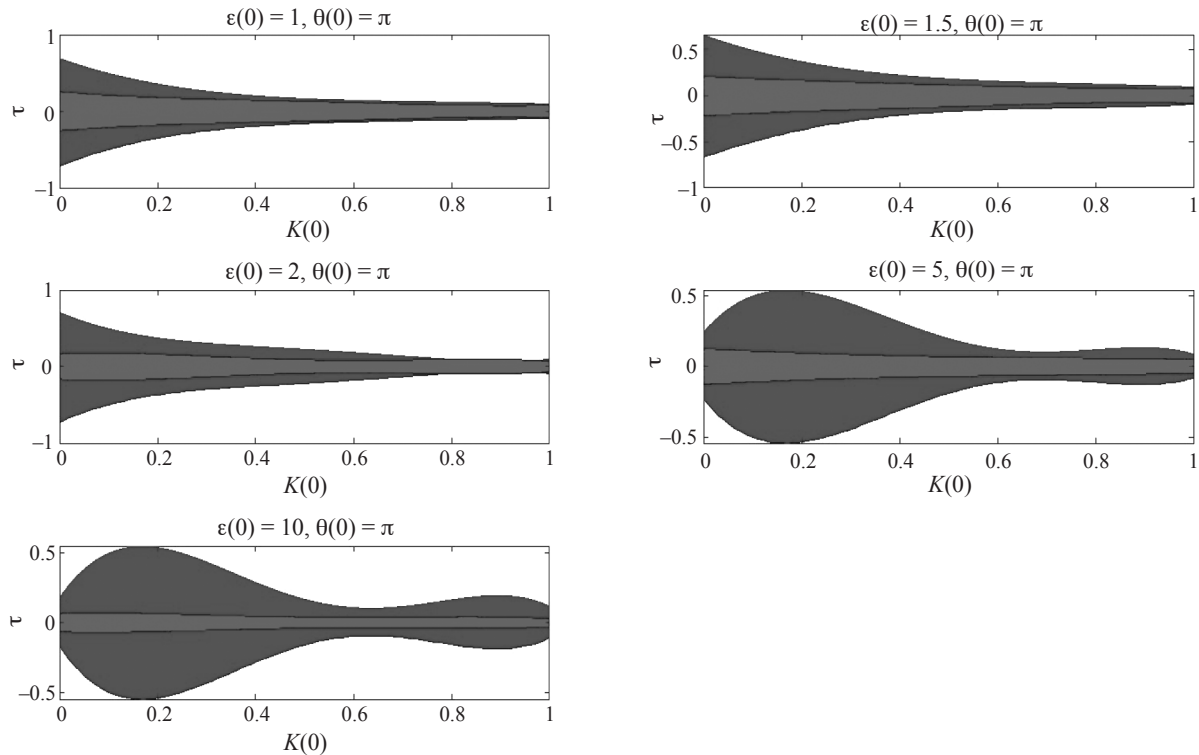 ε(0) = 1, θ(0) = π
1
0
–1
τ
0 0.2 0.4 0.6 0.8 1
K(0)
ε(0) = 1.5, θ(0) = π
0.5
0
–0.5
–1
τ
0 0.2 0.4 0.6 0.8 1
K(0)
ε(0) = 2, θ(0) = π
1
0
–1
τ
0 0.2 0.4 0.6 0.8 1
K(0)
ε(0) = 5, θ(0) = π
0.5
0
–0.5
τ
0 0.2 0.4 0.6 0.8 1
K(0)
ε(0) = 10, θ(0) = π
0.5
0
–0.5
τ
0 0.2 0.4 0.6 0.8 1
K(0)